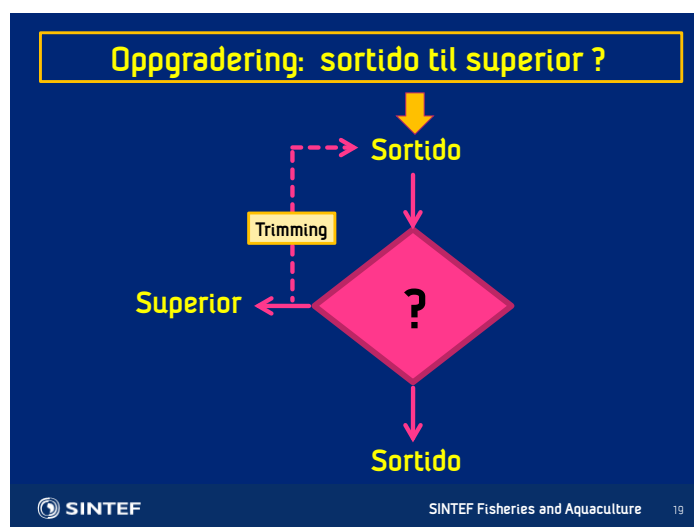 Oppgradering: sortido til superior ?
Sortido
Trimming
Superior
?
Sortido
SINTEF
SINTEF Fisheries and Aquaculture
19